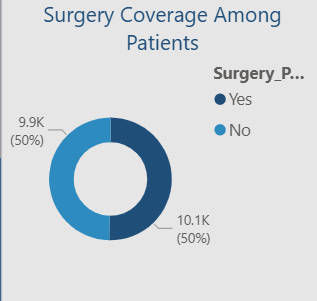 Surgery Coverage Among
Patients
Surgery_P...
Yes
No
9.9K
(50%)
10.1K
(50%)